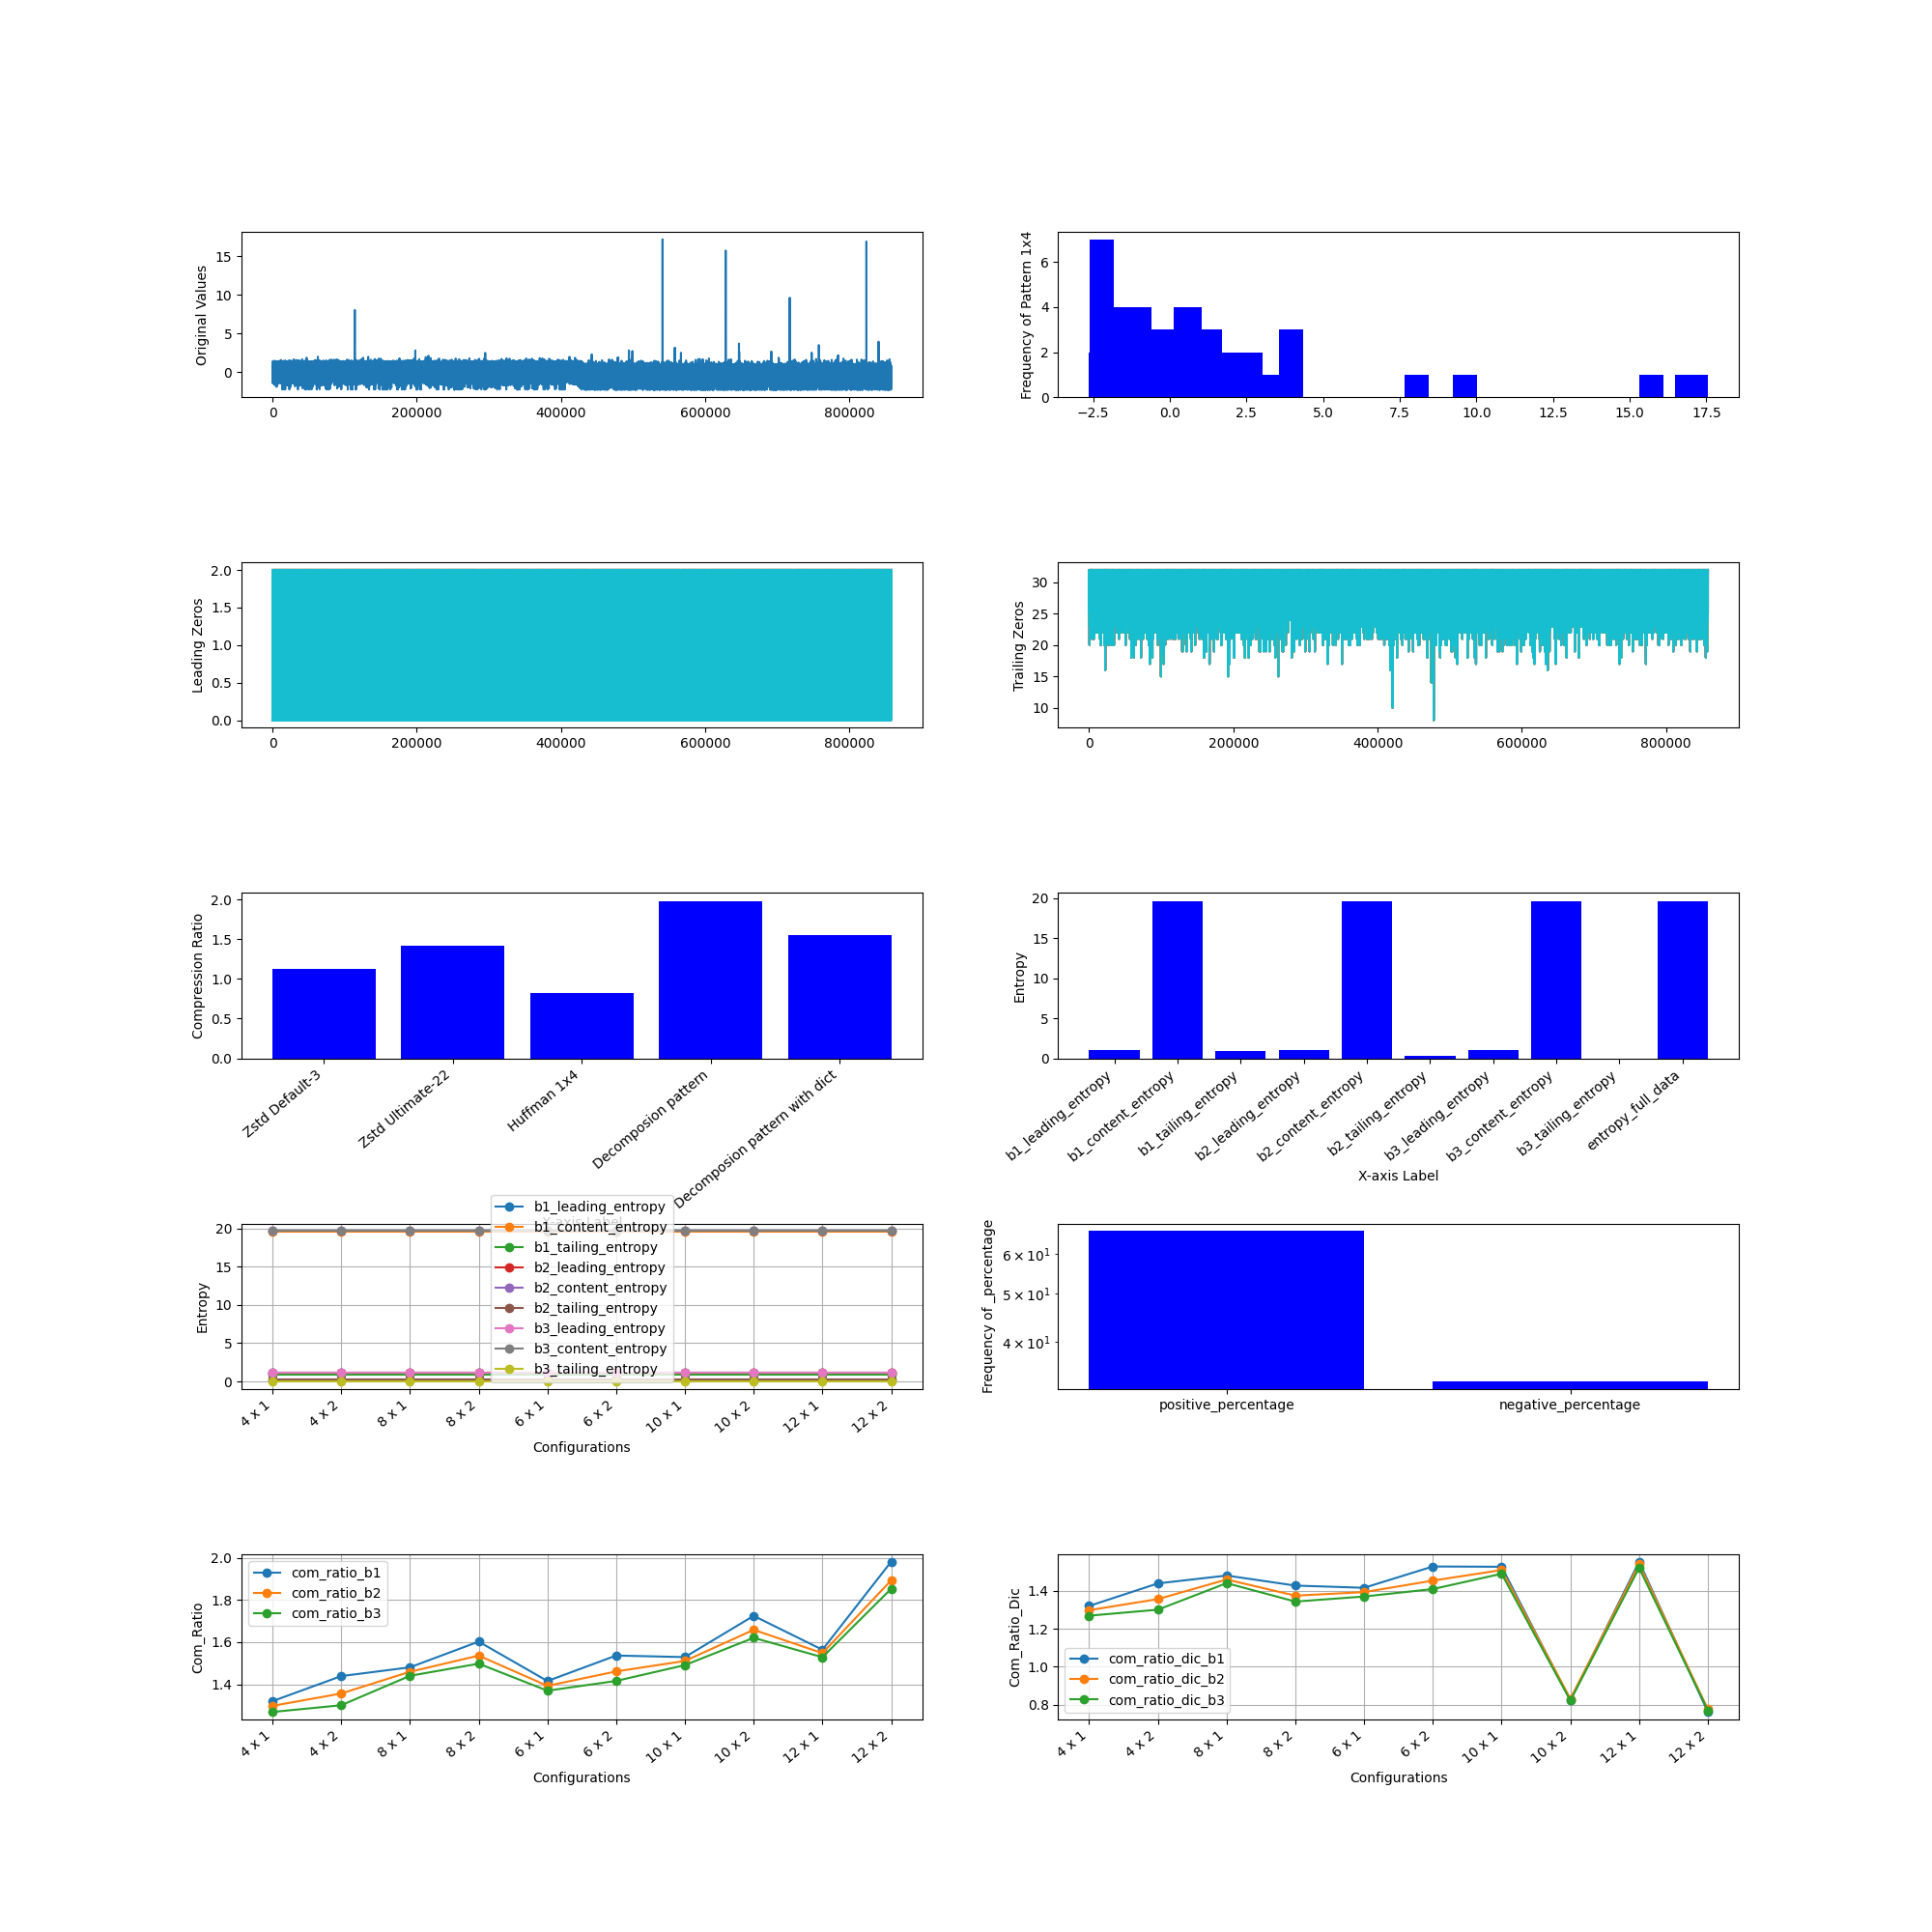 Original Values
15
10
5
0
0 200000 400000 600000 800000
Frequency of Pattern 1x4
6
4
2
0
−2.5 0.0 2.5 5.0 7.5 10.0 12.5 15.0 17.5
Leading Zeros
2.0
1.5
1.0
0.5
0.0
0 200000 400000 600000 800000
Trailing Zeros
30
25
20
15
10
0 200000 400000 600000 800000
Compression Ratio
2.0
1.5
1.0
0.5
0.0
Zstd Default-3
Zstd Ultimate-22
Huffman 1x4
Decomposion pattern
Decomposion pattern with dict
X-axis Label
Entropy
20
15
10
5
0
b1_leading_entropy
b1_content_entropy
b1_tailing_entropy
b2_leading_entropy
b2_content_entropy
b2_tailing_entropy
b3_leading_entropy
b3_content_entropy
b3_tailing_entropy
entropy_full_data
X-axis Label
Entropy
20
15
10
5
0
b1_leading_entropy
b1_content_entropy
b1_tailing_entropy
b2_leading_entropy
b2_content_entropy
b2_tailing_entropy
b3_leading_entropy
b3_content_entropy
b3_tailing_entropy
4 x 1
4 x 2
8 x 1
8 x 2
6 x 1
6 x 2
10 x 1
10 x 2
12 x 1
12 x 2
Configurations
Frequency of _percentage
6 × 10¹
5 × 10¹
4 × 10¹
positive_percentage negative_percentage
Com_Ratio
2.0
1.8
1.6
1.4
com_ratio_b1
com_ratio_b2
com_ratio_b3
4 x 1
4 x 2
8 x 1
8 x 2
6 x 1
6 x 2
10 x 1
10 x 2
12 x 1
12 x 2
Configurations
Com_Ratio_Dic
1.4
1.2
1.0
0.8
com_ratio_dic_b1
com_ratio_dic_b2
com_ratio_dic_b3
4 x 1
4 x 2
8 x 1
8 x 2
6 x 1
6 x 2
10 x 1
10 x 2
12 x 1
12 x 2
Configurations